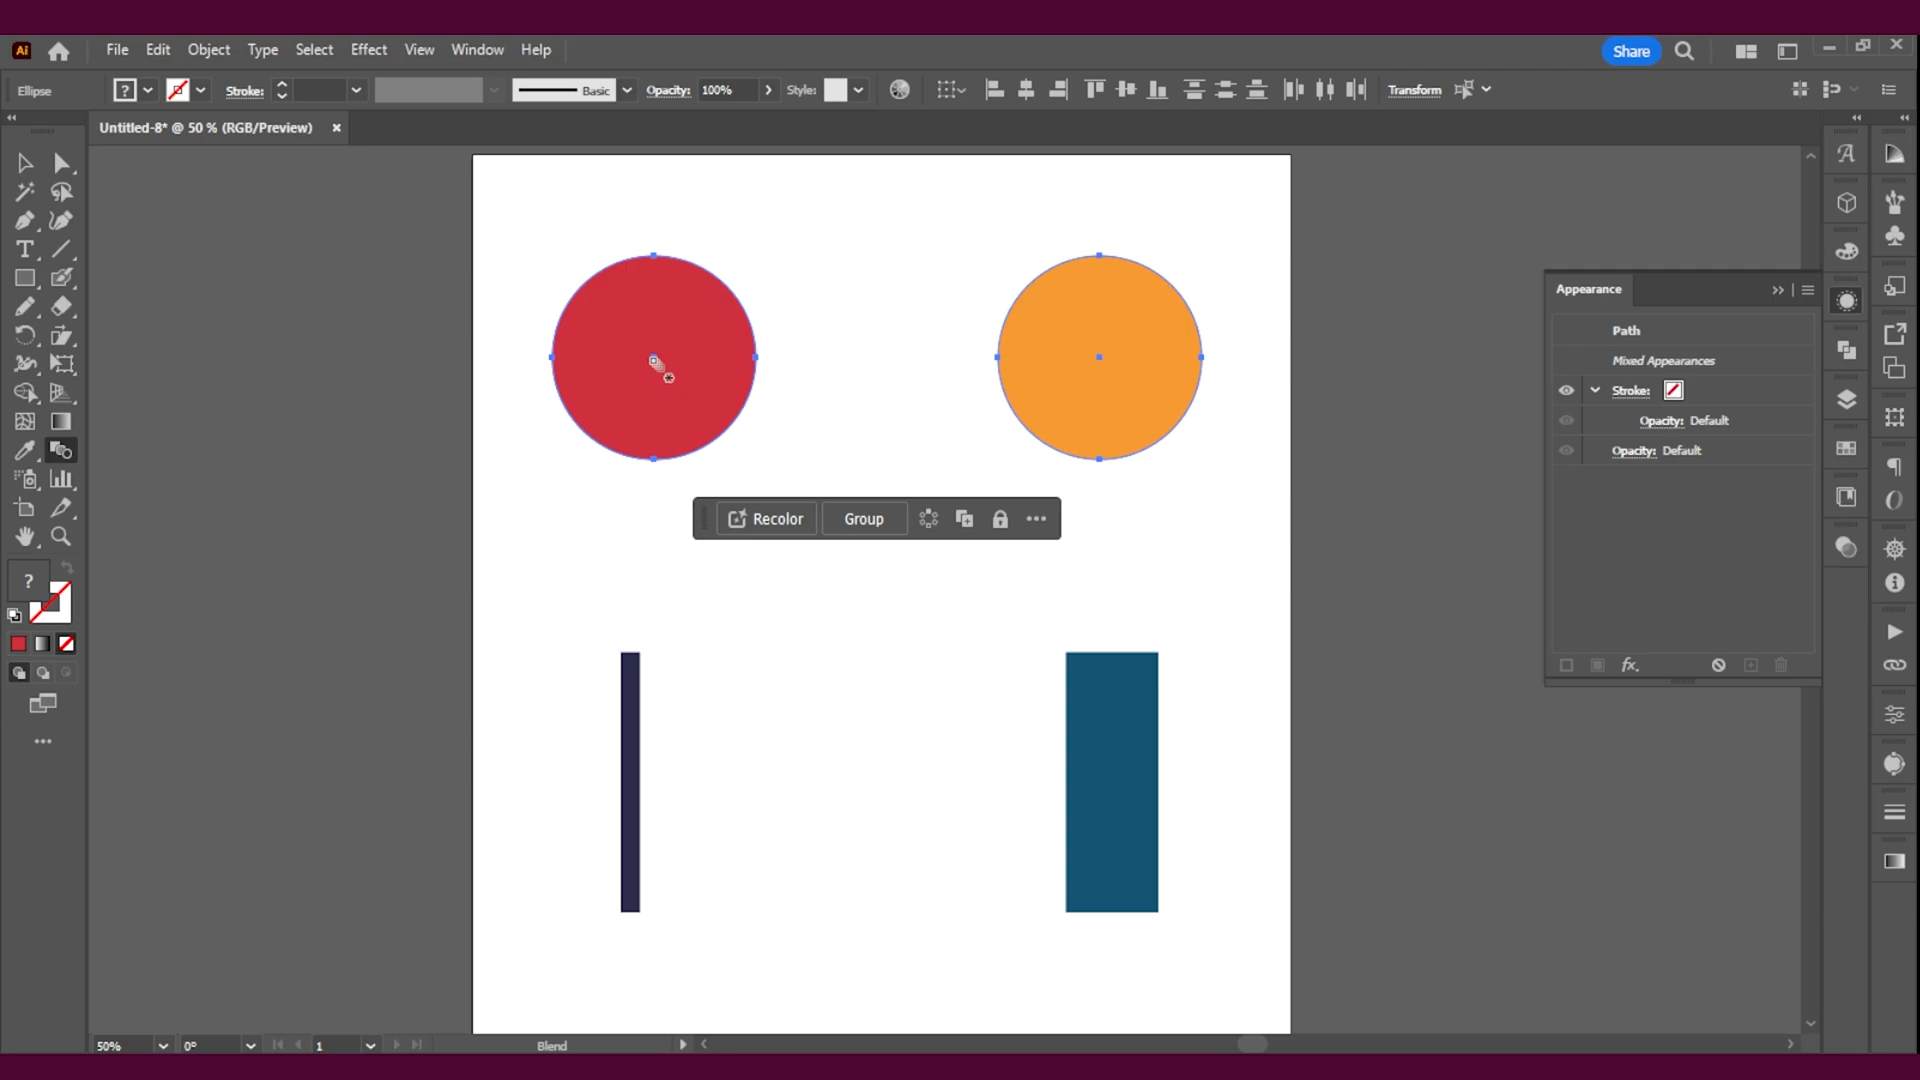 Ai File Edit Object Type Select Effect View Window Help Share
Ellipse ? Stroke: Basic Opacity: 100% Style: Transform
Untitled-8* @ 50 % (RGB/Preview)
Appearance
Path
Mixed Appearances
Stroke:
Opacity: Default
Opacity: Default
fx.
Recolor Group
?
50% 0° 1 Blend